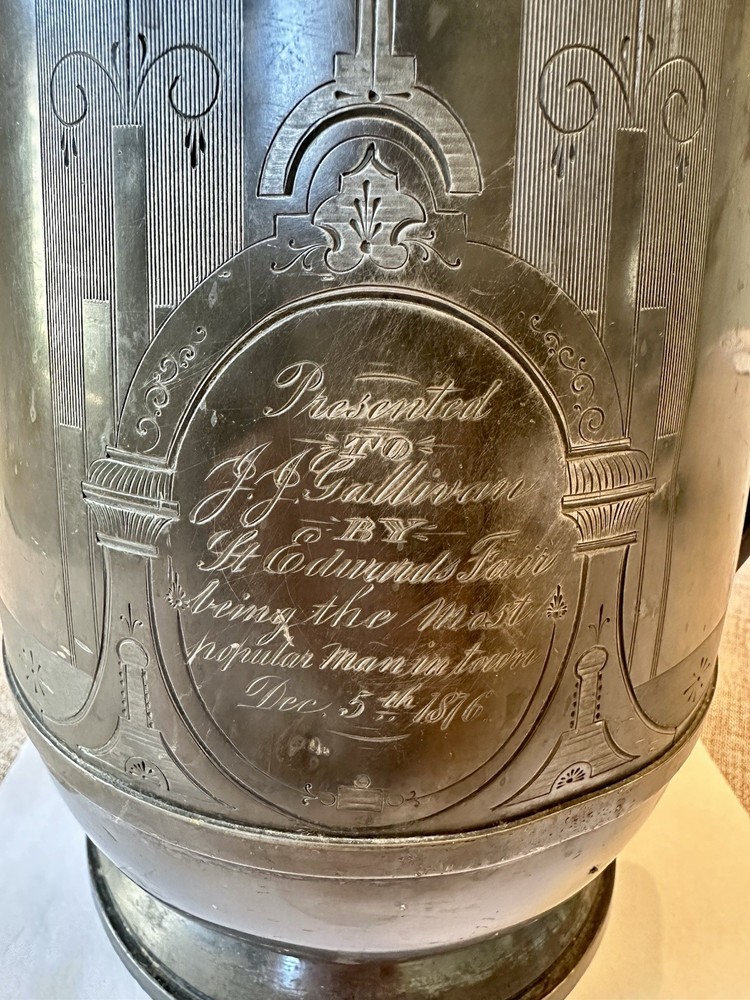 Presented
TO
J. J. Gallivan
BY
St Edwards Fair
being the most
popular man in town
Dec. 5th 1876